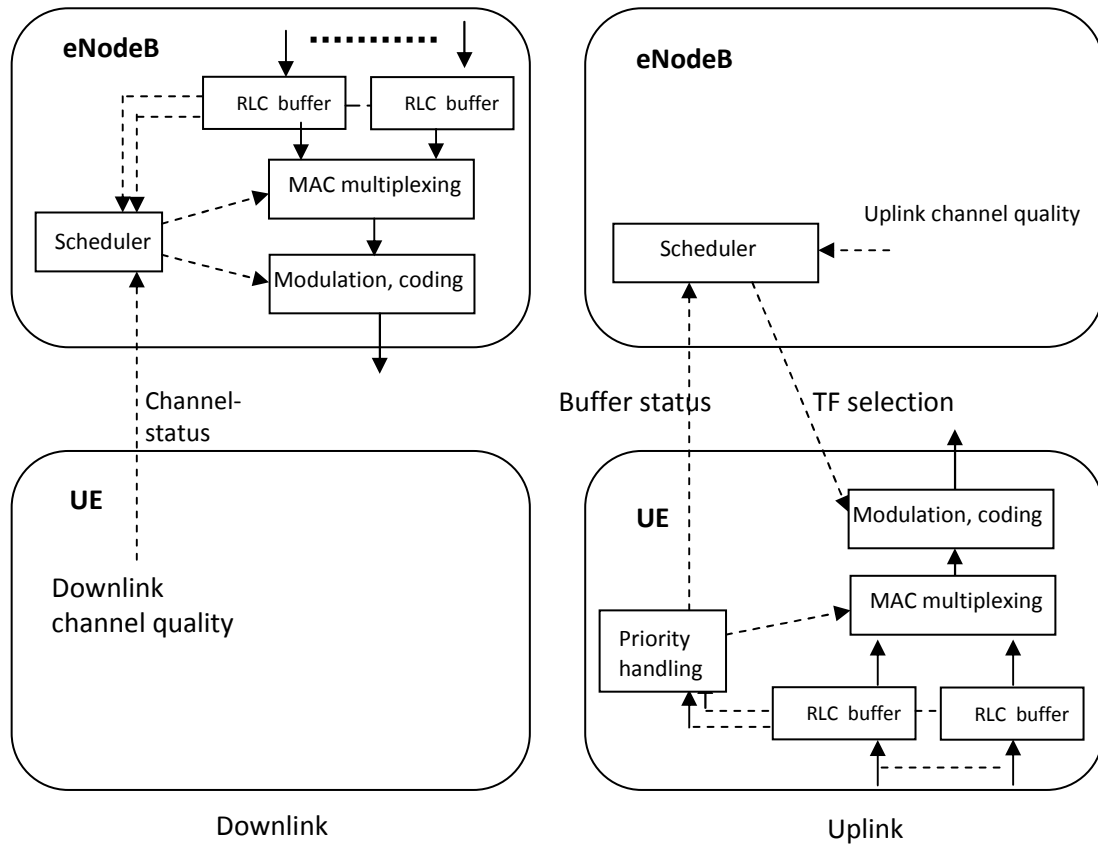 eNodeB
RLC buffer
RLC buffer
MAC multiplexing
Scheduler
Modulation, coding
Channel-
status
UE
Downlink
channel quality
Downlink
eNodeB
Uplink channel quality
Scheduler
Buffer status
TF selection
UE
Modulation, coding
MAC multiplexing
Priority
handling
RLC buffer
RLC buffer
Uplink